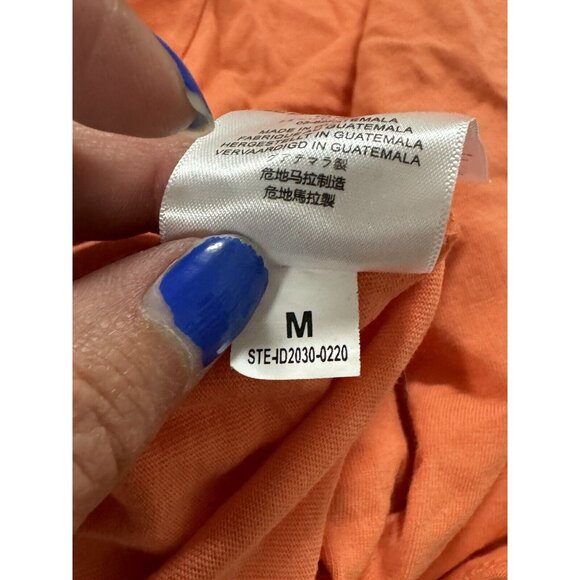 MADE IN GUATEMALA
FABRIQUÉ EN GUATEMALA
HERGESTELLT IN GUATEMALA
VERVAARDIGD IN GUATEMALA
グアテマラ製
危地马拉制造
危地馬拉製
M
STE-ID2030-0220